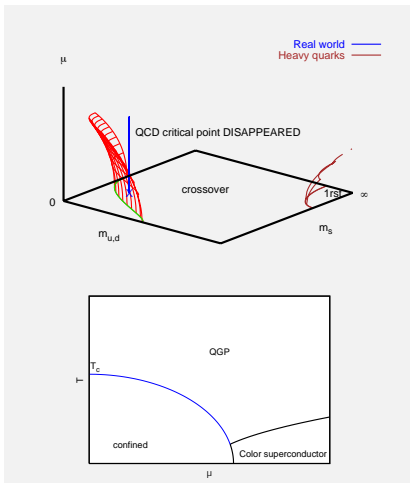 Real world
Heavy quarks
μ
QCD critical point DISAPPEARED
crossover
1rst
0
∞
m_{u,d}
m_s
QGP
T_c
T
confined
Color superconductor
μ